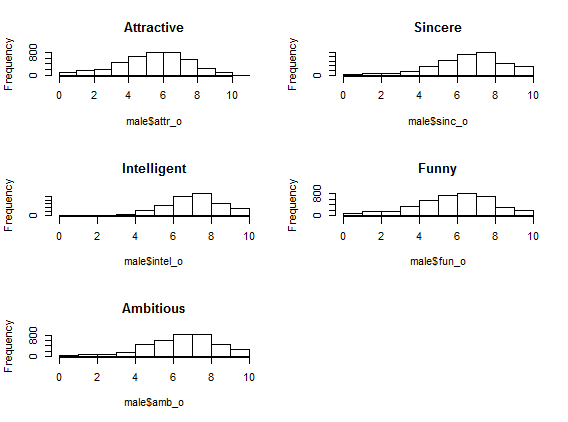 Attractive
Frequency
0 800
0 2 4 6 8 10
male$attr_o
Sincere
Frequency
0
0 2 4 6 8 10
male$sinc_o
Intelligent
Frequency
0
0 2 4 6 8 10
male$intel_o
Funny
Frequency
0 800
0 2 4 6 8 10
male$fun_o
Ambitious
Frequency
0 800
0 2 4 6 8 10
male$amb_o